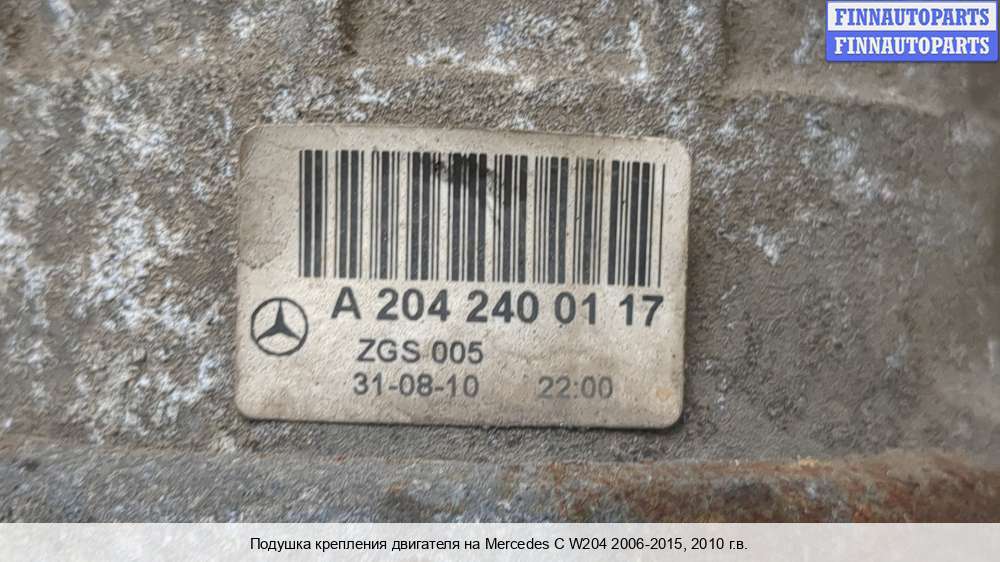 FINNAUTOPARTS
FINNAUTOPARTS
A 204 240 01 17
ZGS 005
31-08-10 22:00
Подушка крепления двигателя на Mercedes C W204 2006-2015, 2010 г.в.